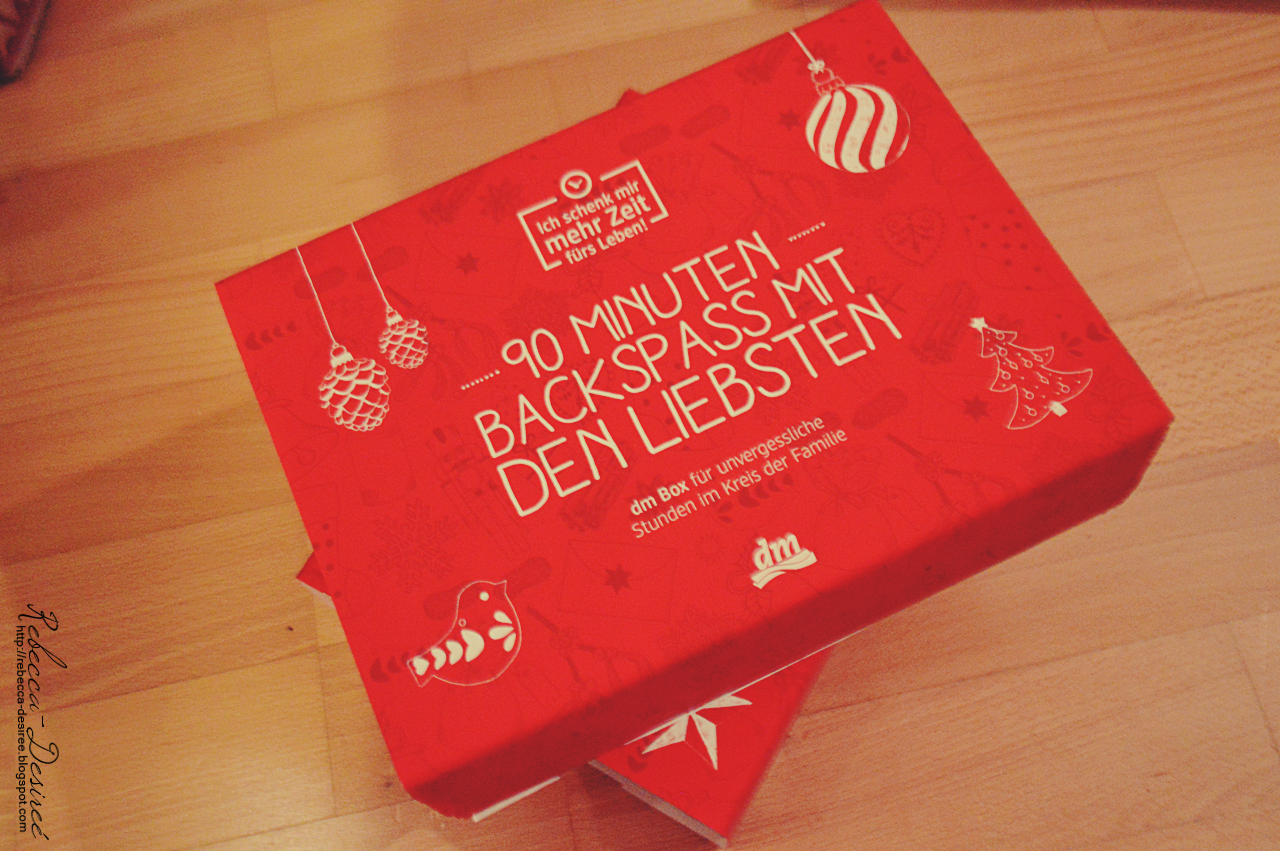 Ich schenk mir
mehr Zeit
fürs Leben!
90 MINUTEN
BACKSPASS MIT
DEN LIEBSTEN
dm Box für unvergessliche
Stunden im Kreis der Familie
dm
Rebecca-Desireé
http://rebecca-desiree.blogspot.com